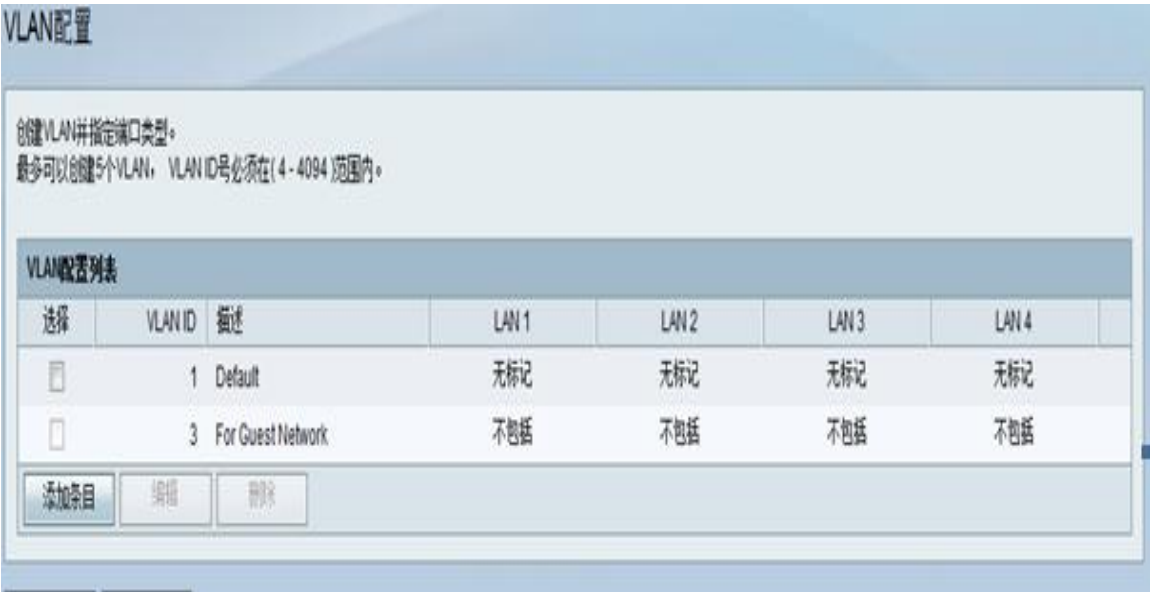 VLAN配置
创建VLAN并指定端口类型。
最多可以创建5个VLAN， VLAN ID号必须在( 4 - 4094 )范围内。
VLAN配置列表
选择 VLAN ID 描述 LAN 1 LAN 2 LAN 3 LAN 4
1 Default 无标记 无标记 无标记 无标记
3 For Guest Network 不包括 不包括 不包括 不包括
添加条目 编辑 删除